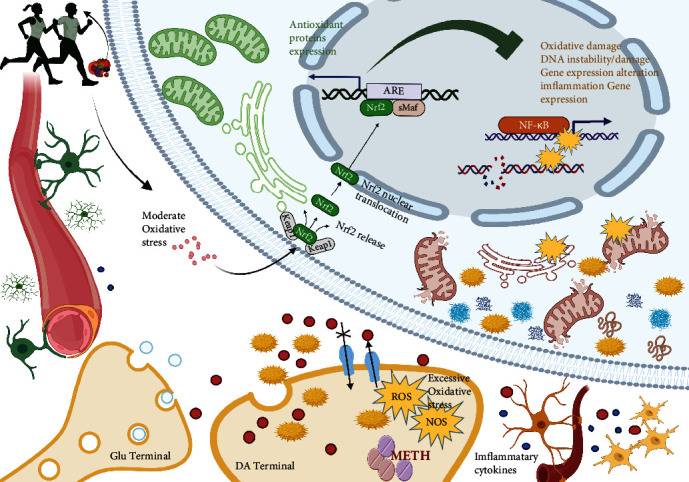 Antioxidant
proteins
expression
Oxidative damage
DNA instability/damage
Gene expression alteration
imflammation Gene
expression
ARE
Nrf2
sMaf
NF-κB
Nrf2
Nrf2 nuclear
translocation
Nrf2
Nrf2 release
Keap1
Nrf2
Keap1
Moderate
Oxidative
stress
Excessive
Oxidative
stress
ROS
NOS
METH
Glu Terminal
DA Terminal
Inflammatary
cytokines